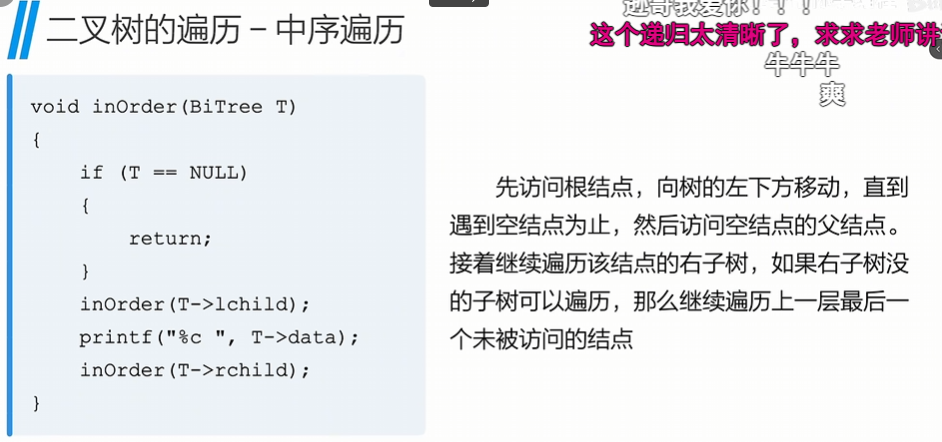 二叉树的遍历 – 中序遍历
这个递归太清晰了，求求老师讲
牛牛牛
爽
void inOrder(BiTree T)
{
if (T == NULL)
{
return;
}
inOrder(T->lchild);
printf("%c ", T->data);
inOrder(T->rchild);
}
先访问根结点，向树的左下方移动，直到
遇到空结点为止，然后访问空结点的父结点。
接着继续遍历该结点的右子树，如果右子树没
的子树可以遍历，那么继续遍历上一层最后一
个未被访问的结点